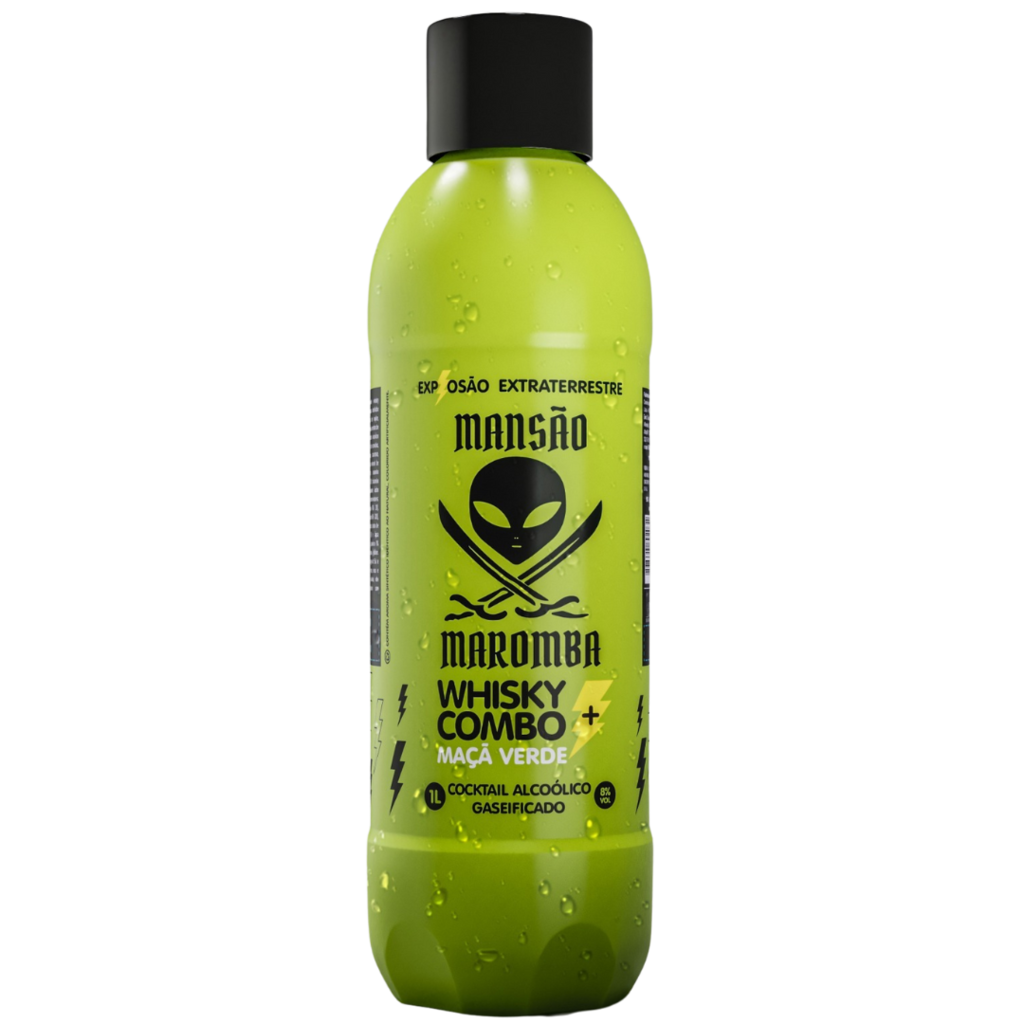 EXPLOSÃO EXTRATERRESTRE
MANSÃO
MAROMBA
WHISKY
COMBO +
MAÇÃ VERDE
1L COCKTAIL ALCOÓLICO 8% VOL
GASEIFICADO